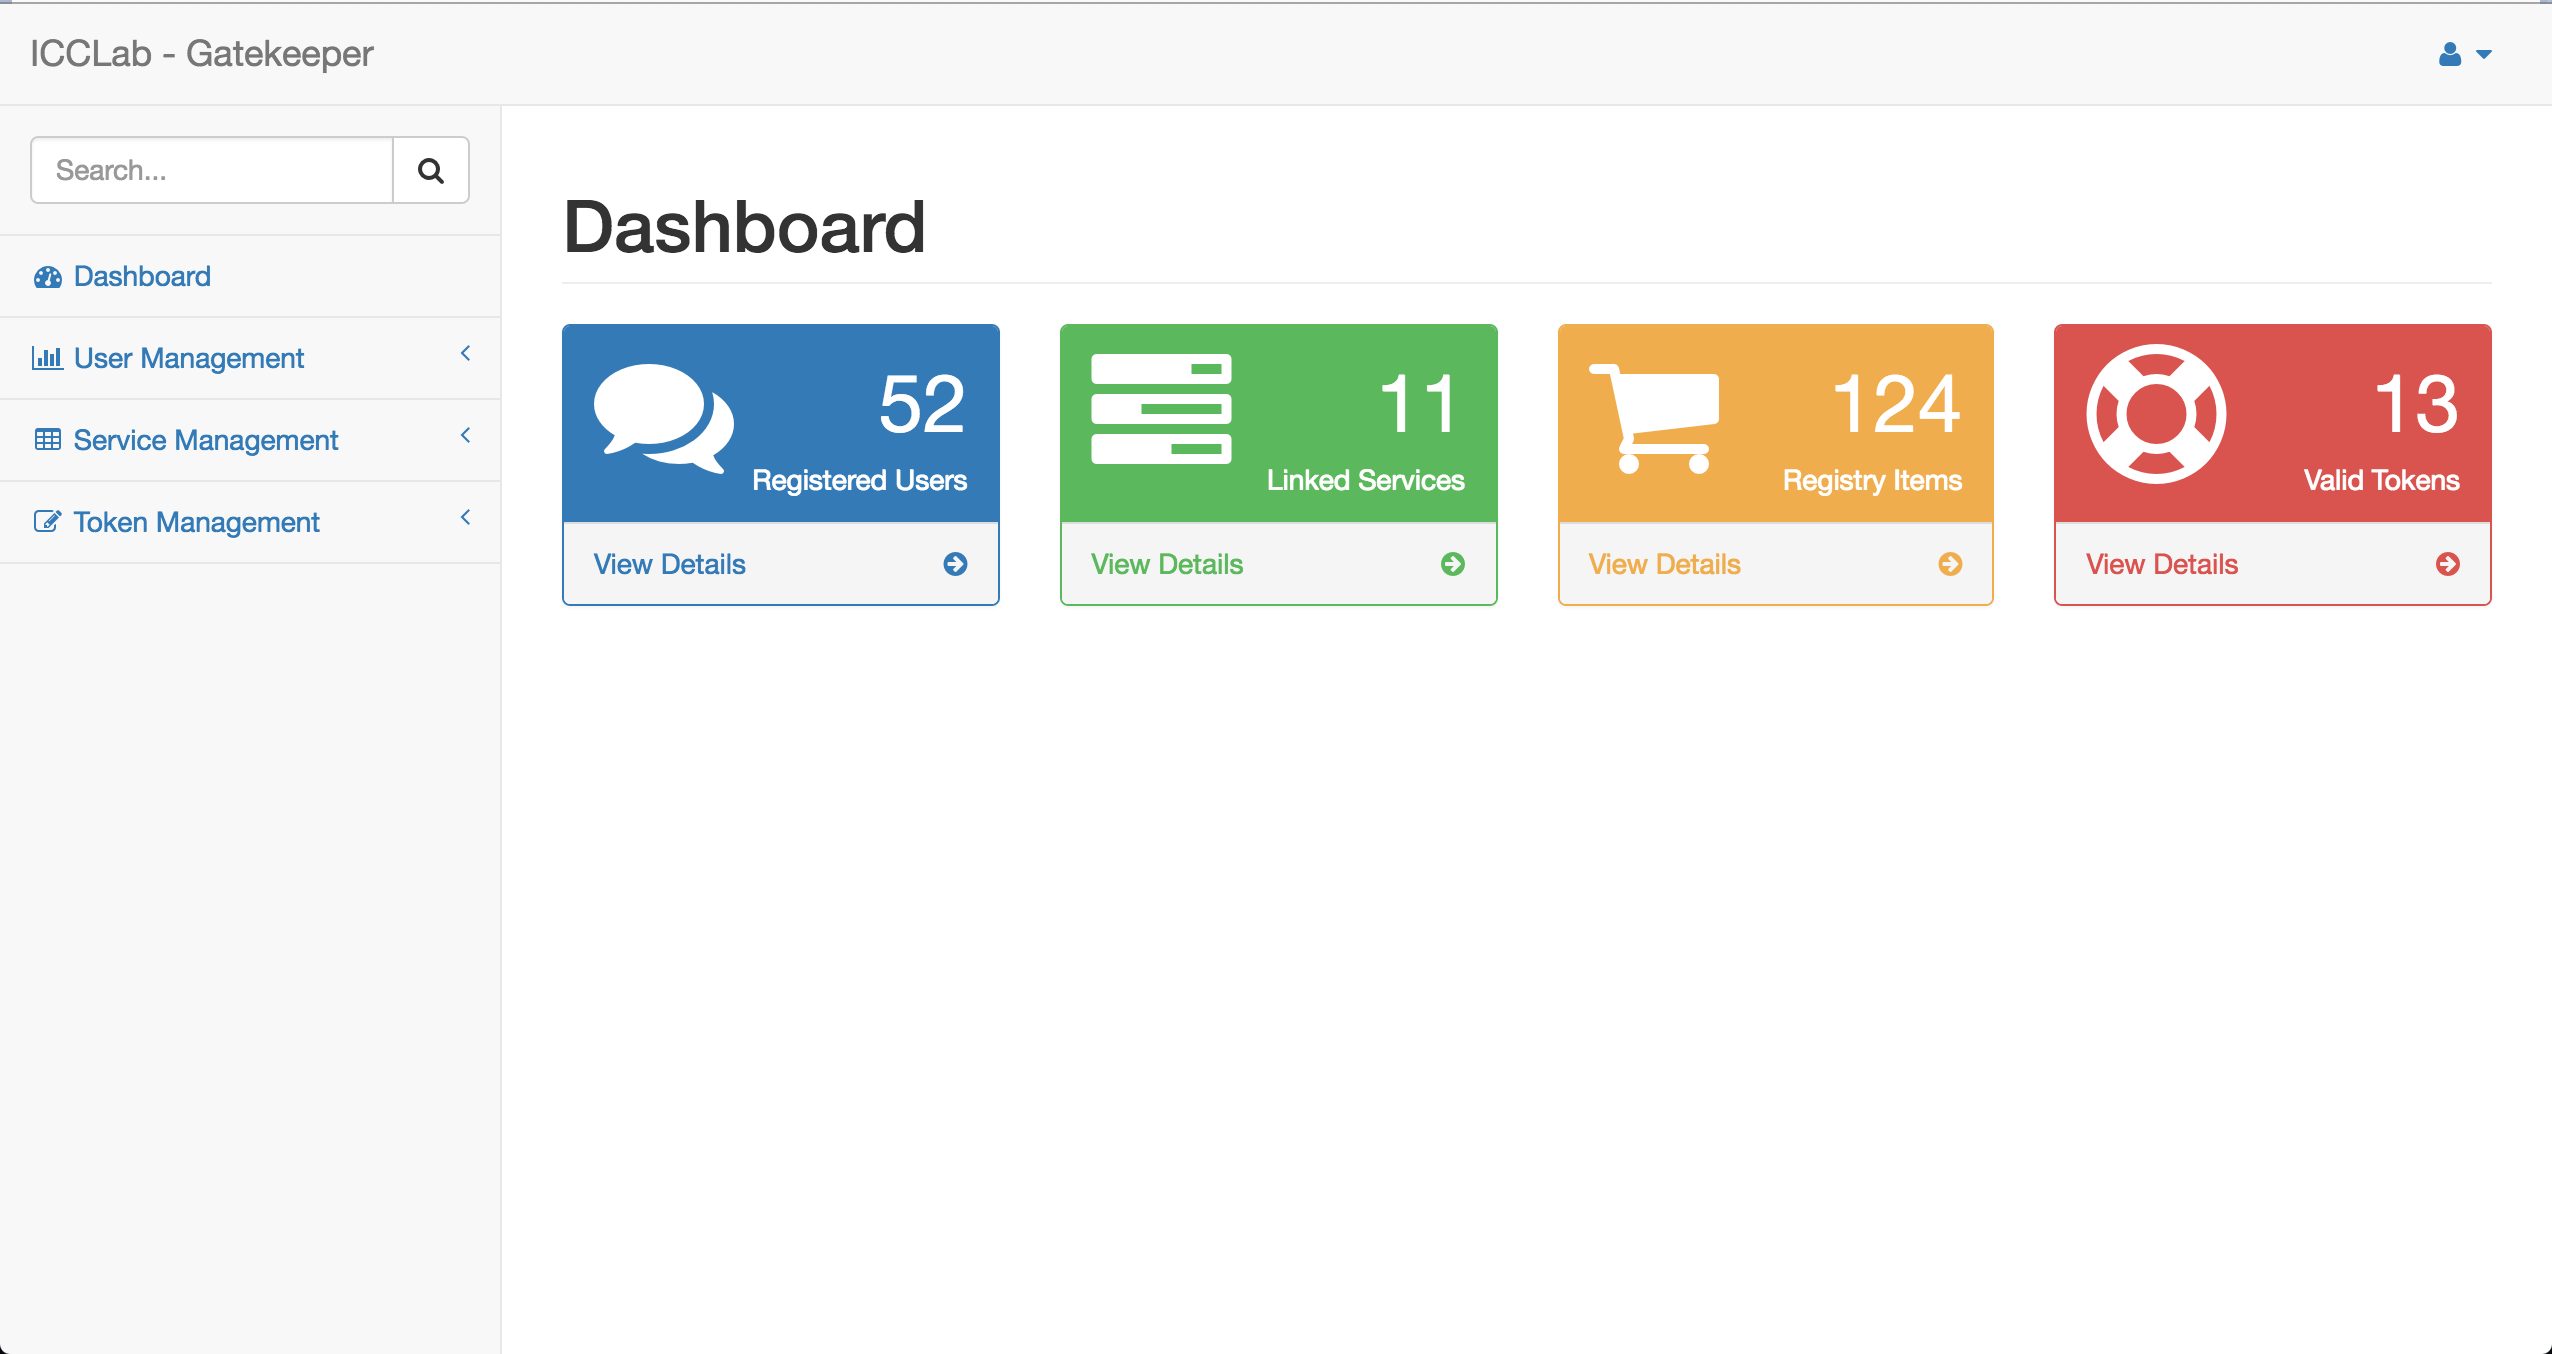 ICCLab - Gatekeeper
Search...
Dashboard
User Management
Service Management
Token Management
Dashboard
52
Registered Users
View Details
11
Linked Services
View Details
124
Registry Items
View Details
13
Valid Tokens
View Details